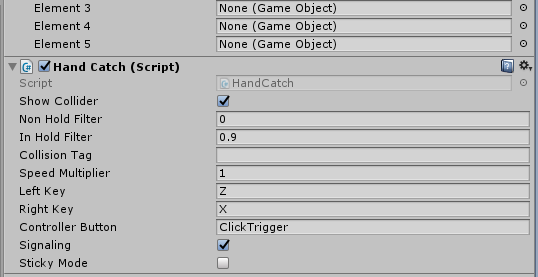 Element 3 None (Game Object)
Element 4 None (Game Object)
Element 5 None (Game Object)
Hand Catch (Script)
Script HandCatch
Show Collider
Non Hold Filter 0
In Hold Filter 0.9
Collision Tag
Speed Multiplier 1
Left Key Z
Right Key X
Controller Button ClickTrigger
Signaling
Sticky Mode